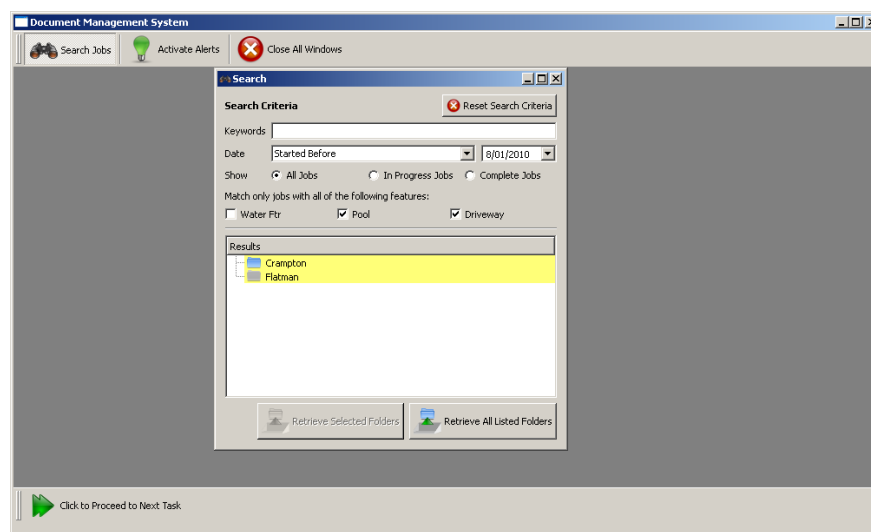 Document Management System
Search Jobs Activate Alerts Close All Windows
Search
Search Criteria Reset Search Criteria
Keywords
Date Started Before 8/01/2010
Show All Jobs In Progress Jobs Complete Jobs
Match only jobs with all of the following features:
Water Ftr Pool Driveway
Results
Crampton
Flatman
Retrieve Selected Folders Retrieve All Listed Folders
Click to Proceed to Next Task